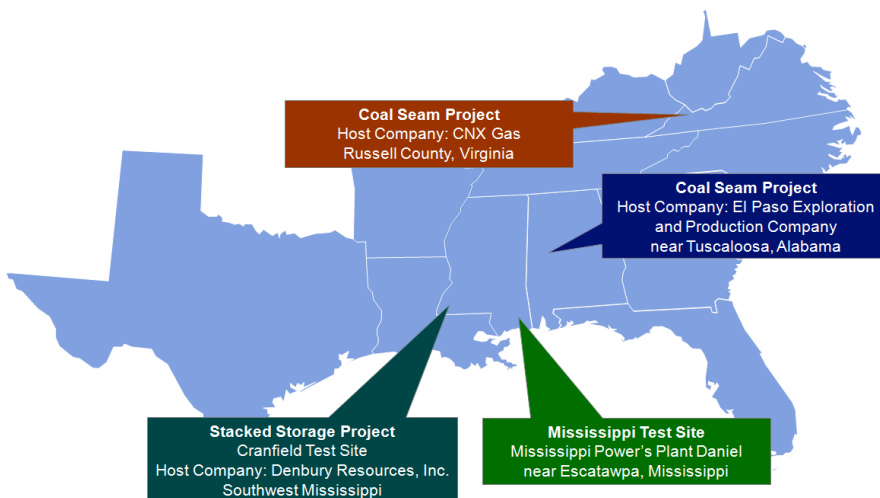 Coal Seam Project
Host Company: CNX Gas
Russell County, Virginia
Coal Seam Project
Host Company: El Paso Exploration
and Production Company
near Tuscaloosa, Alabama
Stacked Storage Project
Cranfield Test Site
Host Company: Denbury Resources, Inc.
Southwest Mississippi
Mississippi Test Site
Mississippi Power's Plant Daniel
near Escatawpa, Mississippi